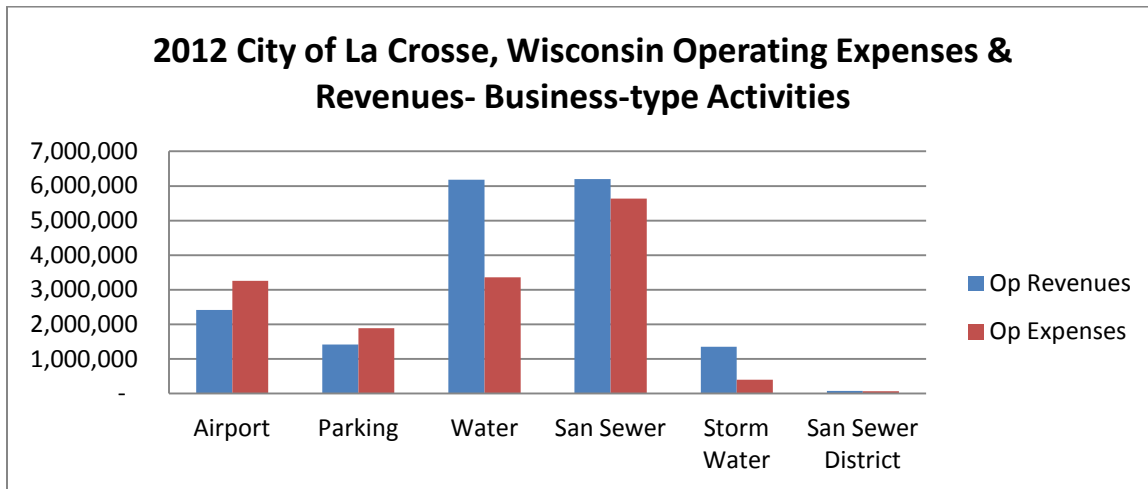 2012 City of La Crosse, Wisconsin Operating Expenses &
Revenues- Business-type Activities
7,000,000
6,000,000
5,000,000
4,000,000
3,000,000
2,000,000
1,000,000
-
Airport
Parking
Water
San Sewer
Storm
Water
San Sewer
District
Op Revenues
Op Expenses